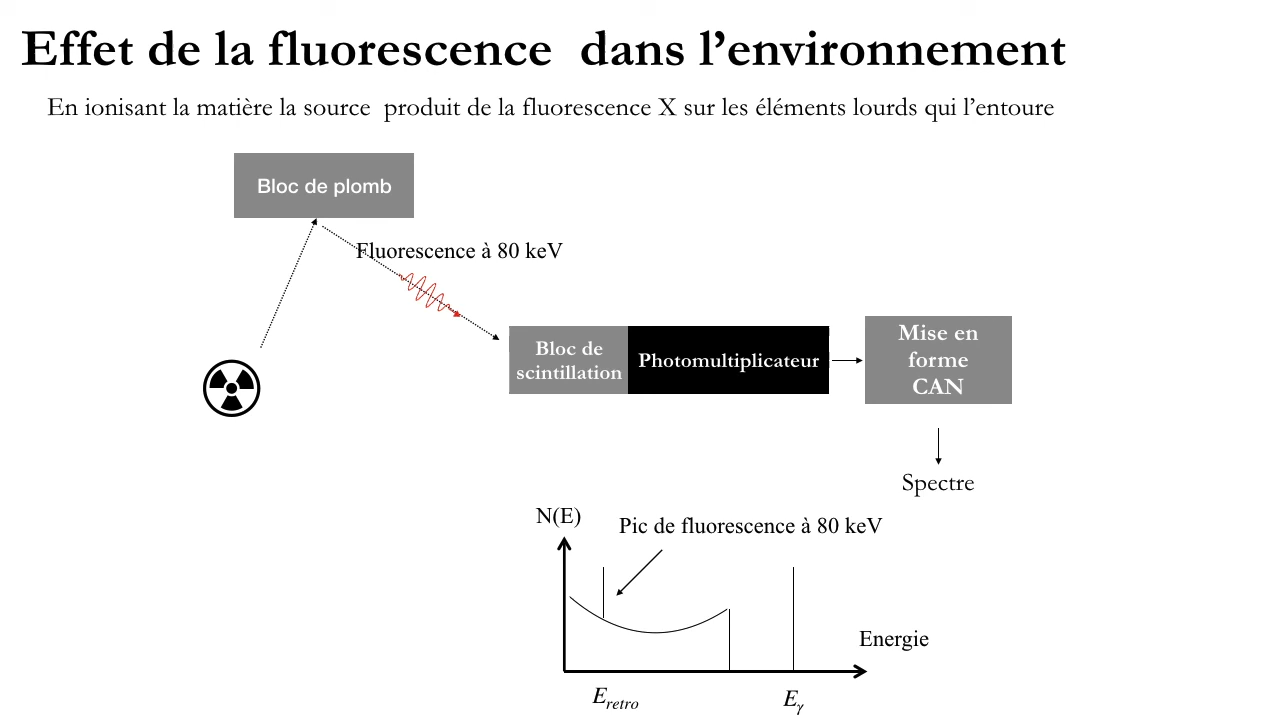 Effet de la fluorescence  dans l’environnement
En ionisant la matière la source  produit de la fluorescence X sur les éléments lourds qui l’entoure
Bloc de plomb
Fluorescence à 80 keV
Bloc de
scintillation
Photomultiplicateur
Mise en
forme
CAN
Spectre
N(E)
Pic de fluorescence à 80 keV
Energie
E_retro
E_γ